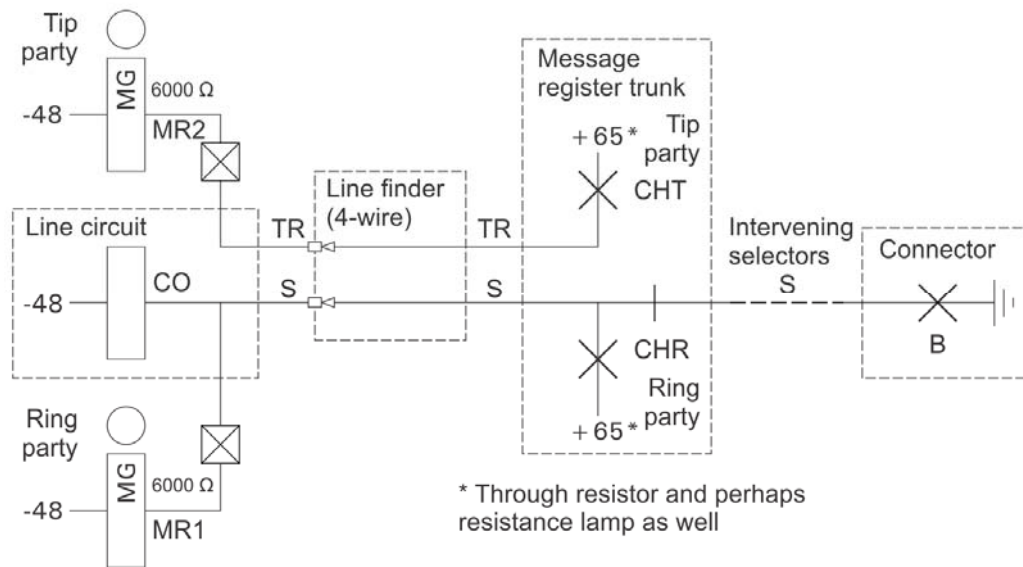 Tip
party
MG
6000 Ω
-48
MR2
Message
register trunk
+ 65*
Tip
party
CHT
Line finder
(4-wire)
Line circuit
TR
TR
Intervening
selectors
S
Connector
CO
-48
S
S
CHR
B
Ring
party
+ 65*
Ring
party
MG
6000 Ω
-48
MR1
* Through resistor and perhaps
resistance lamp as well